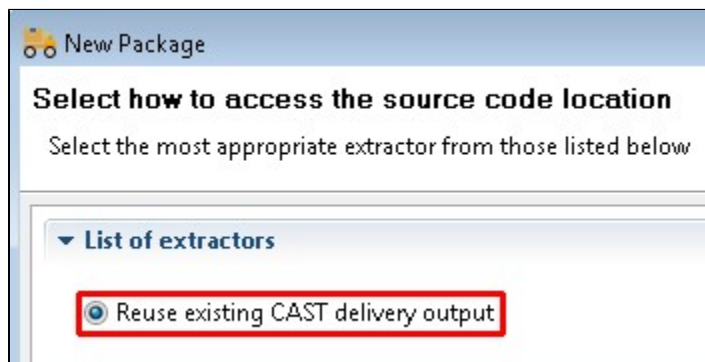 New Package
Select how to access the source code location
Select the most appropriate extractor from those listed below
List of extractors
Reuse existing CAST delivery output